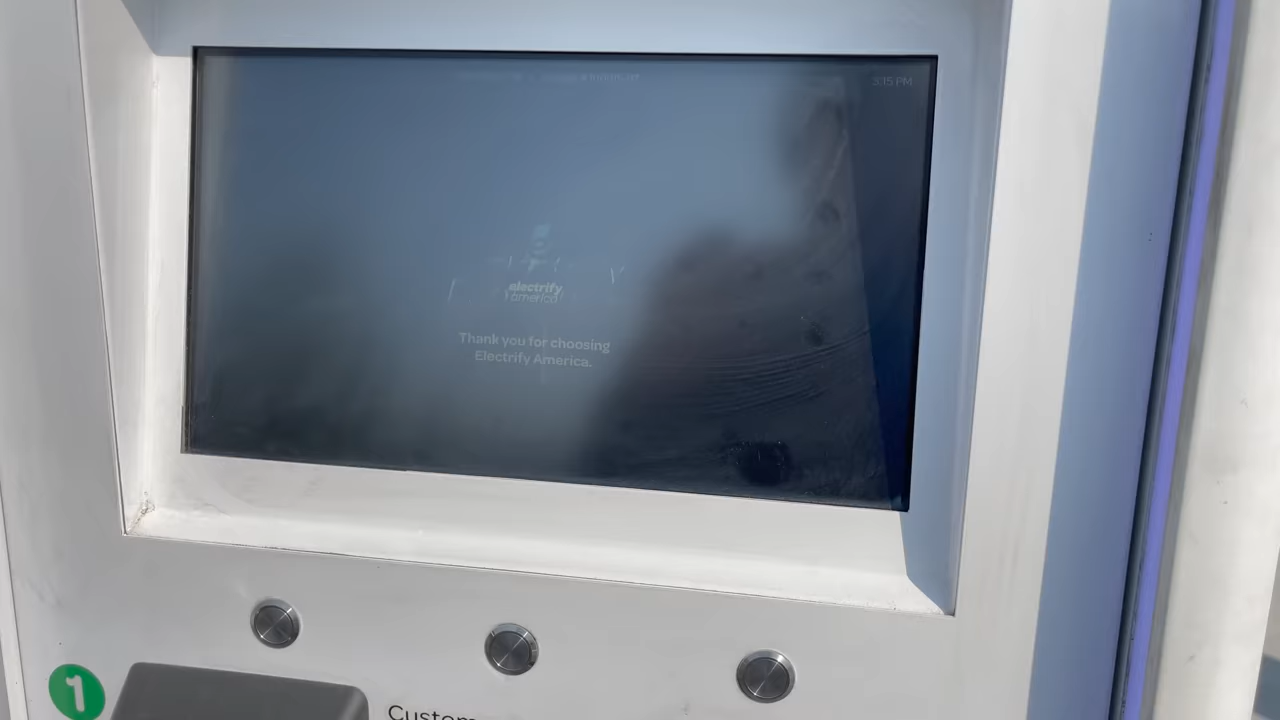 3:15 PM
electrify
america
Thank you for choosing
Electrify America.
1
Custom